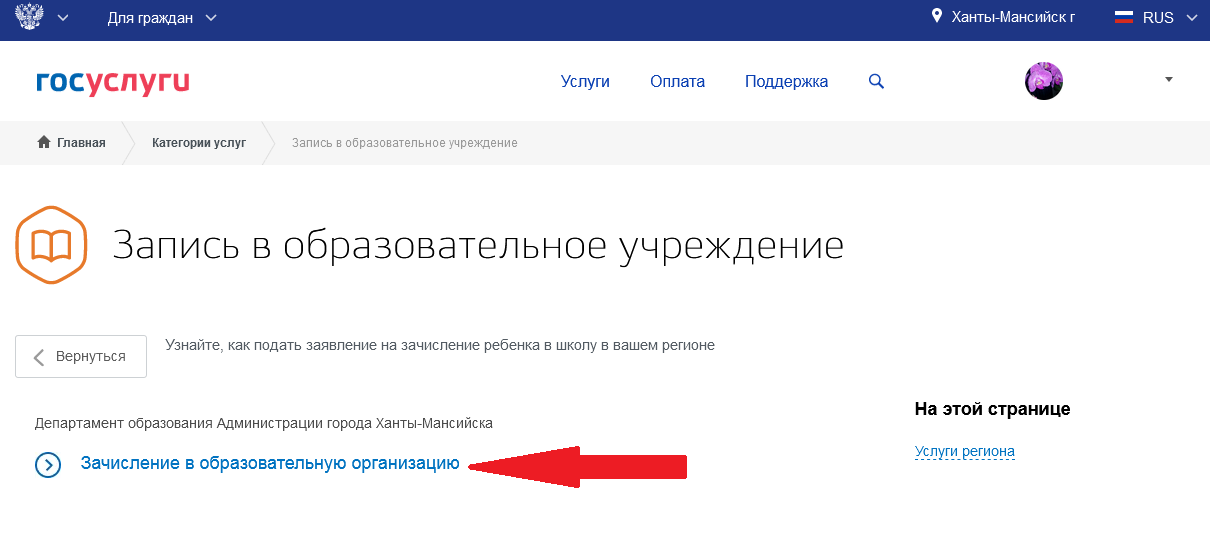 Для граждан
Ханты-Мансийск г
RUS
госуслуги
Услуги
Оплата
Поддержка
Главная
Категории услуг
Запись в образовательное учреждение
Запись в образовательное учреждение
Вернуться
Узнайте, как подать заявление на зачисление ребенка в школу в вашем регионе
Департамент образования Администрации города Ханты-Мансийска
На этой странице
Зачисление в образовательную организацию
Услуги региона